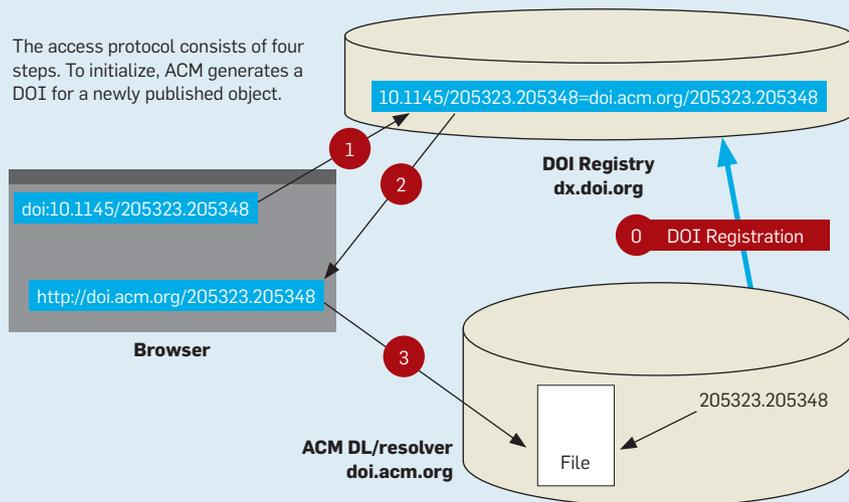 The access protocol consists of four
steps. To initialize, ACM generates a
DOI for a newly published object.
10.1145/205323.205348=doi.acm.org/205323.205348
1
DOI Registry
dx.doi.org
2
doi:10.1145/205323.205348
0 DOI Registration
http://doi.acm.org/205323.205348
Browser
3
205323.205348
ACM DL/resolver
doi.acm.org
File